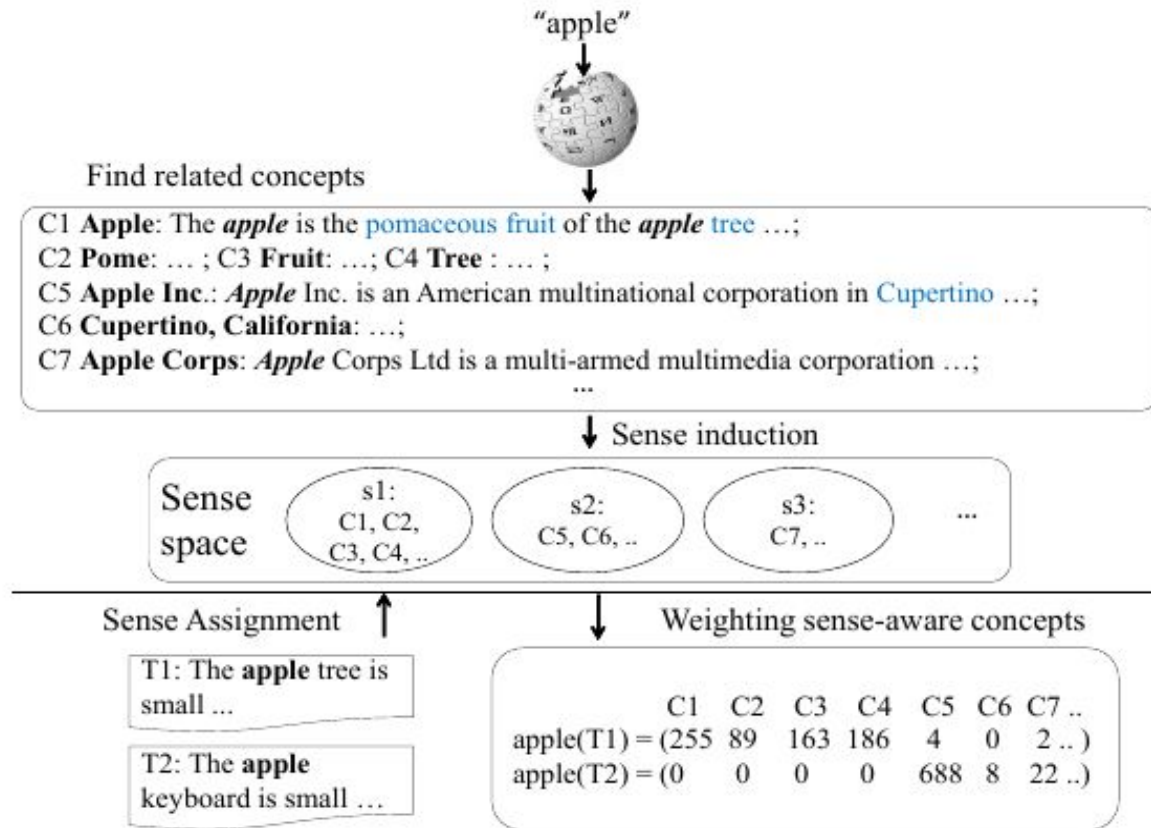 “apple”
Find related concepts
C1 Apple: The apple is the pomaceous fruit of the apple tree …;
C2 Pome: … ; C3 Fruit: …; C4 Tree : … ;
C5 Apple Inc.: Apple Inc. is an American multinational corporation in Cupertino …;
C6 Cupertino, California: …;
C7 Apple Corps: Apple Corps Ltd is a multi-armed multimedia corporation …;
...
Sense induction
Sense space
s1:
C1, C2,
C3, C4, ..
s2:
C5, C6, ..
s3:
C7, ..
...
Sense Assignment
Weighting sense-aware concepts
T1: The apple tree is
small ...
T2: The apple
keyboard is small …
C1 C2 C3 C4 C5 C6 C7 ..
apple(T1) = (255 89 163 186 4 0 2 .. )
apple(T2) = (0 0 0 0 688 8 22 ..)